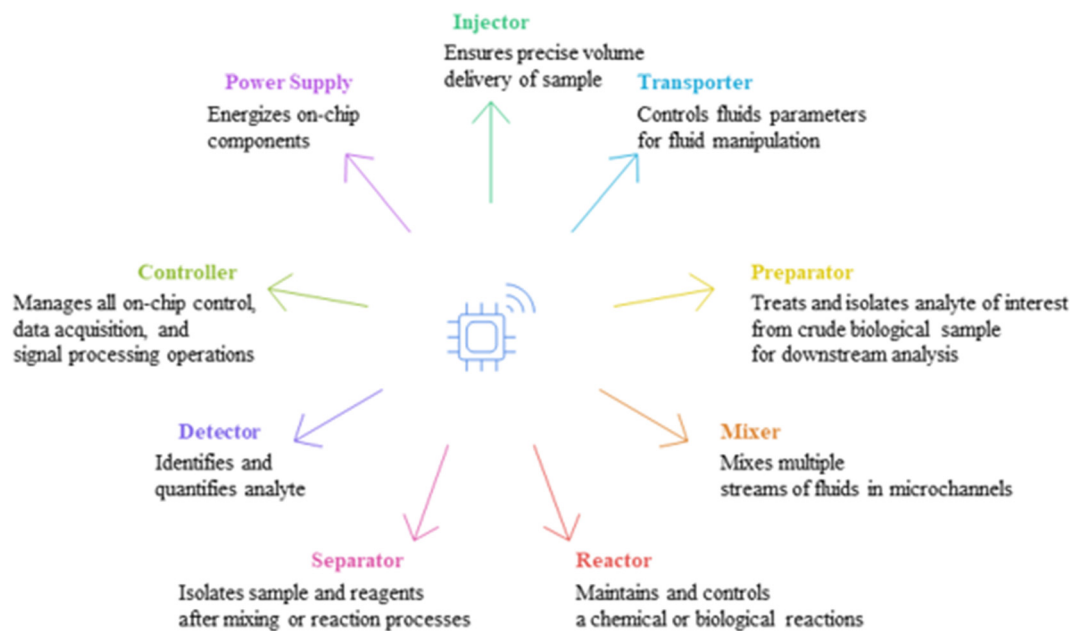 Injector
Ensures precise volume
delivery of sample
Transporter
Controls fluids parameters
for fluid manipulation
Preparator
Treats and isolates analyte of interest
from crude biological sample
for downstream analysis
Mixer
Mixes multiple
streams of fluids in microchannels
Reactor
Maintains and controls
a chemical or biological reactions
Separator
Isolates sample and reagents
after mixing or reaction processes
Detector
Identifies and
quantifies analyte
Controller
Manages all on-chip control,
data acquisition, and
signal processing operations
Power Supply
Energizes on-chip
components